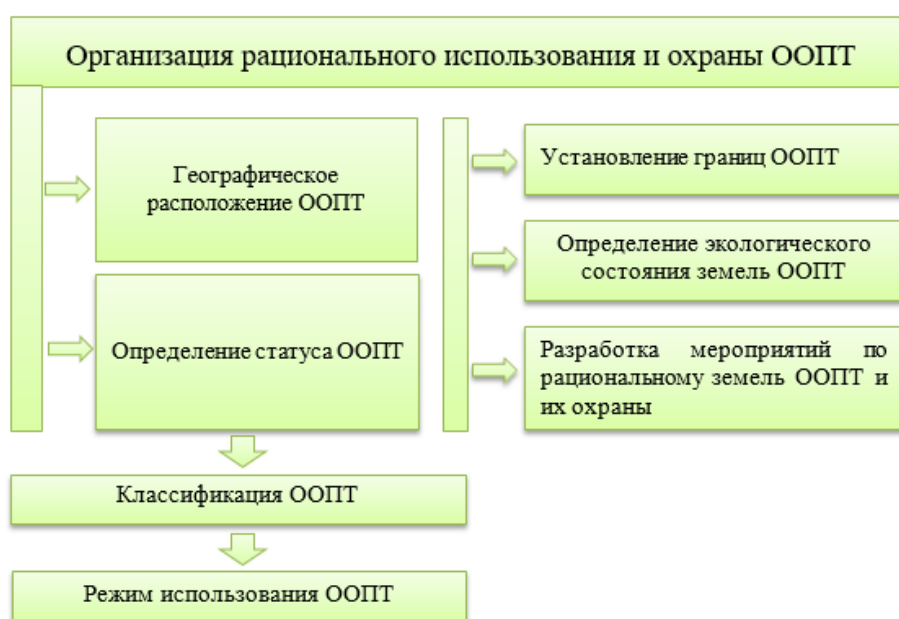 Организация рационального использования и охраны ООПТ
Географическое
расположение ООПТ
Определение статуса ООПТ
Классификация ООПТ
Режим использования ООПТ
Установление границ ООПТ
Определение экологического
состояния земель ООПТ
Разработка мероприятий по
рациональному земель ООПТ и
их охраны